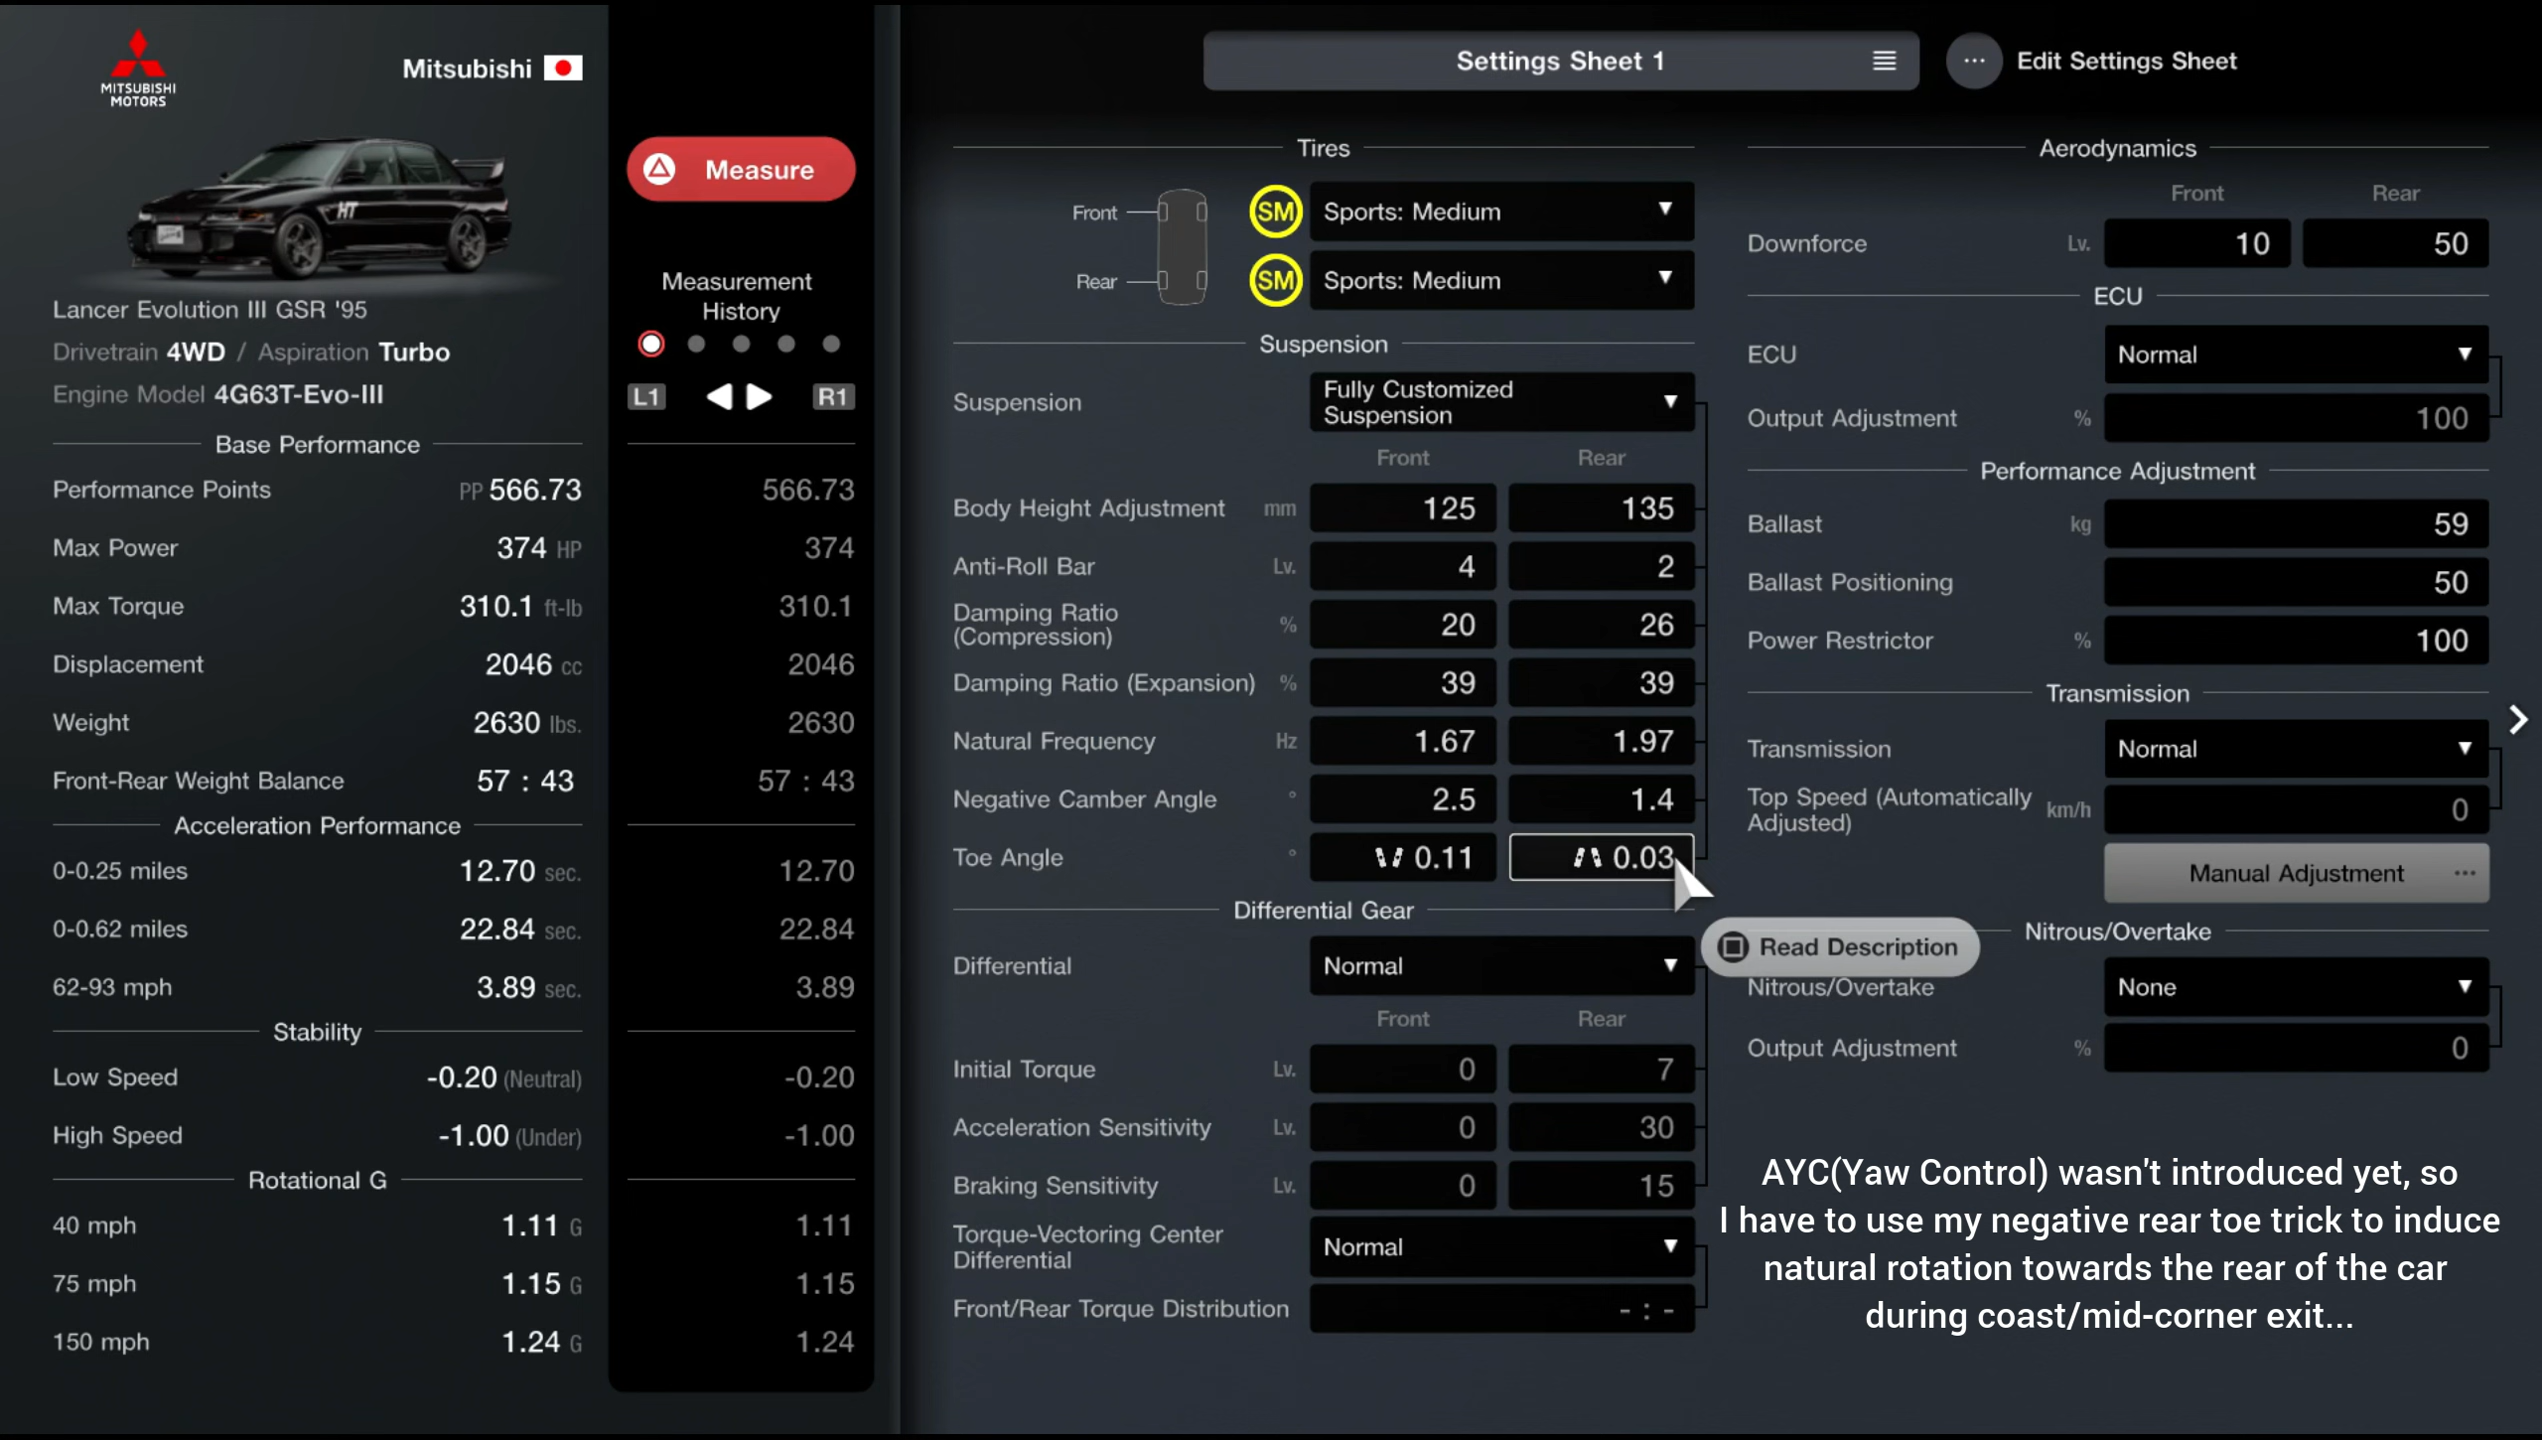 MITSUBISHI
MOTORS
Mitsubishi
HT
Lancer Evolution III GSR '95
Drivetrain 4WD / Aspiration Turbo
Engine Model 4G63T-Evo-III
Base Performance
Performance Points PP 566.73
Max Power 374 HP
Max Torque 310.1 ft-lb
Displacement 2046 cc
Weight 2630 lbs.
Front-Rear Weight Balance 57 : 43
Acceleration Performance
0-0.25 miles 12.70 sec.
0-0.62 miles 22.84 sec.
62-93 mph 3.89 sec.
Stability
Low Speed -0.20 (Neutral)
High Speed -1.00 (Under)
Rotational G
40 mph 1.11 G
75 mph 1.15 G
150 mph 1.24 G
Measure
Measurement
History
L1 R1
566.73
374
310.1
2046
2630
57 : 43
12.70
22.84
3.89
-0.20
-1.00
1.11
1.15
1.24
Settings Sheet 1
Edit Settings Sheet
Tires
Front SM Sports: Medium
Rear SM Sports: Medium
Suspension
Suspension Fully Customized
Suspension
Front Rear
Body Height Adjustment mm 125 135
Anti-Roll Bar Lv. 4 2
Damping Ratio
(Compression) % 20 26
Damping Ratio (Expansion) % 39 39
Natural Frequency Hz 1.67 1.97
Negative Camber Angle ° 2.5 1.4
Toe Angle ° 0.11 0.03
Differential Gear
Differential Normal
Front Rear
Initial Torque Lv. 0 7
Acceleration Sensitivity Lv. 0 30
Braking Sensitivity Lv. 0 15
Torque-Vectoring Center
Differential Normal
Front/Rear Torque Distribution - : -
Aerodynamics
Front Rear
Downforce Lv. 10 50
ECU
ECU Normal
Output Adjustment % 100
Performance Adjustment
Ballast kg 59
Ballast Positioning 50
Power Restrictor % 100
Transmission
Transmission Normal
Top Speed (Automatically
Adjusted) km/h 0
Manual Adjustment
Read Description
Nitrous/Overtake
Nitrous/Overtake None
Output Adjustment % 0
AYC(Yaw Control) wasn't introduced yet, so
I have to use my negative rear toe trick to induce
natural rotation towards the rear of the car
during coast/mid-corner exit...